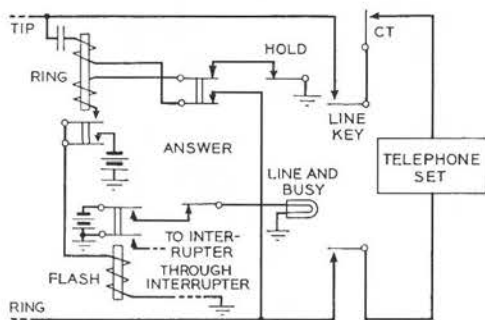 TIP
CT
HOLD
RING
LINE
KEY
ANSWER
TELEPHONE
SET
LINE AND
BUSY
TO INTER-
RUPTER
THROUGH
INTERRUPTER
FLASH
RING